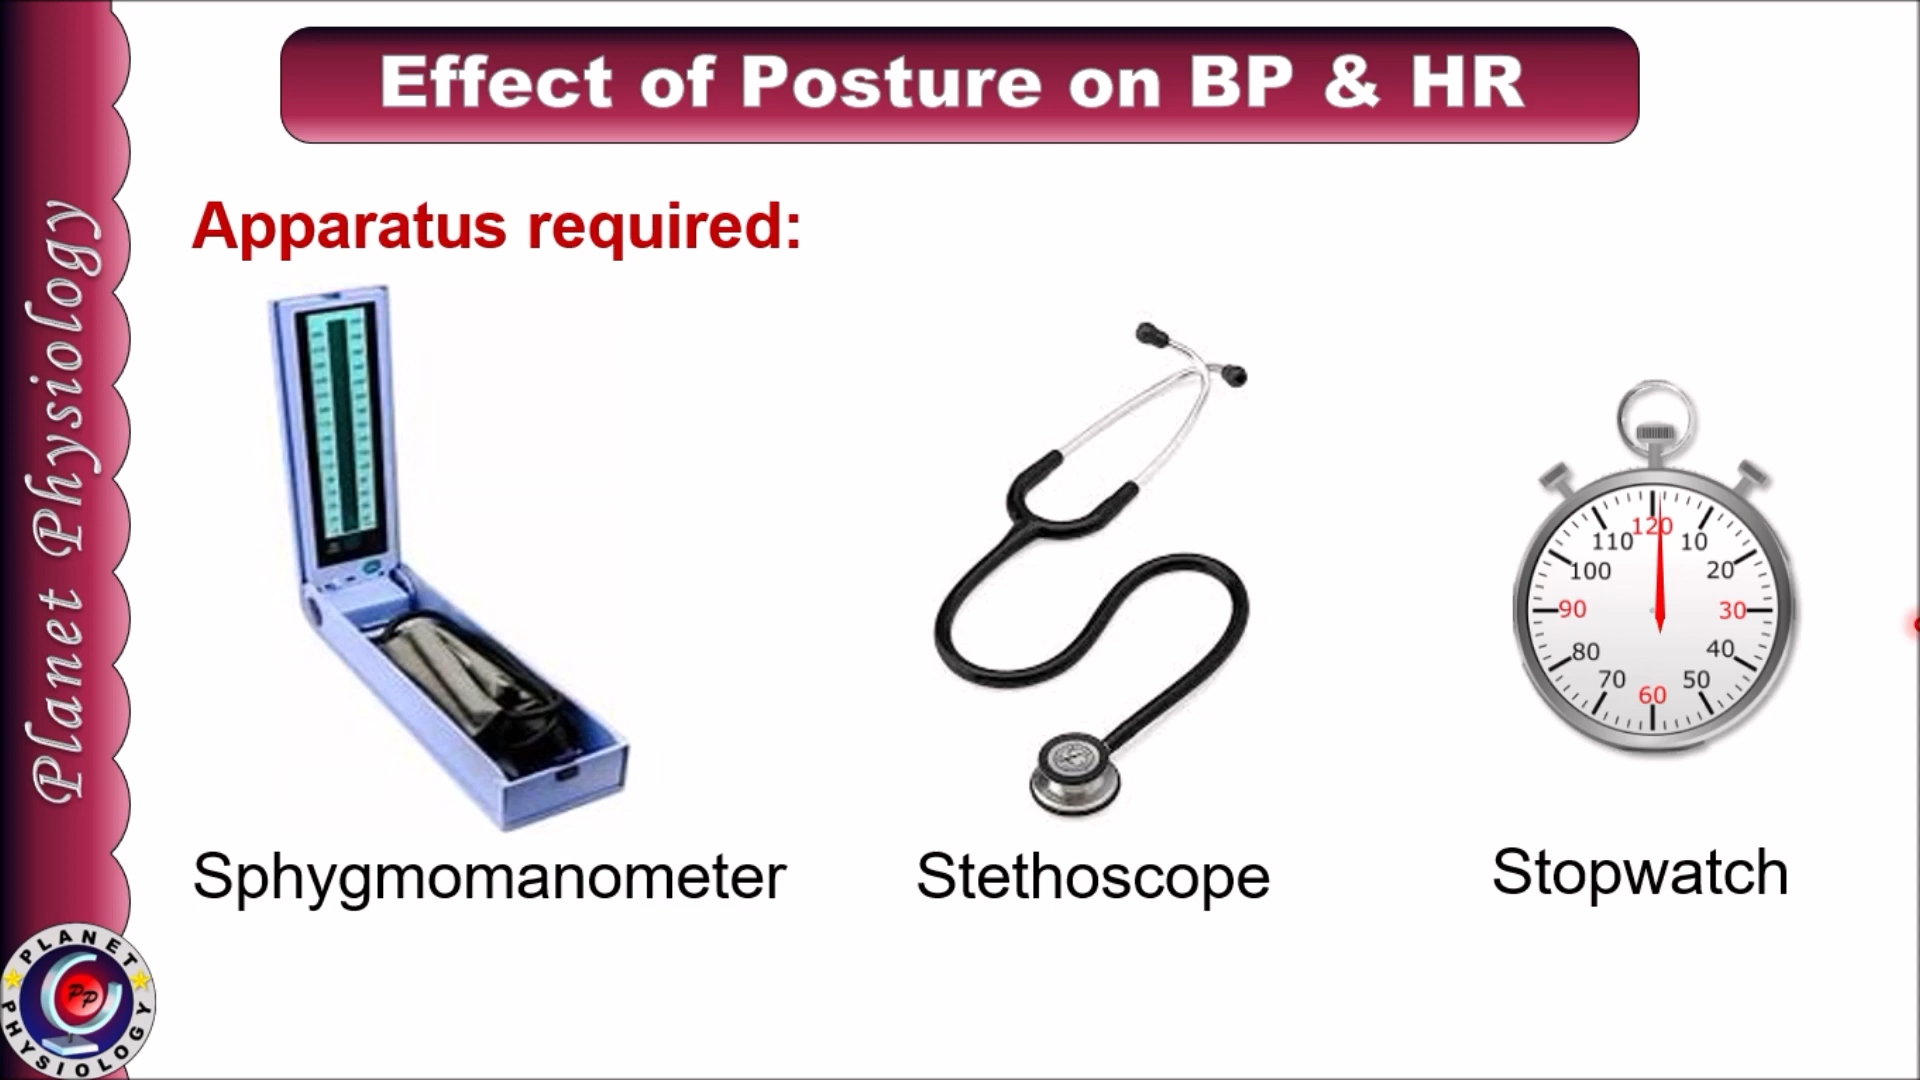 Effect of Posture on BP & HR
Apparatus required:
120
110 10
100 20
90 30
80 40
70 50
60
Sphygmomanometer
Stethoscope
Stopwatch
Planet Physiology
PLANET
PP
PHYSIOLOGY